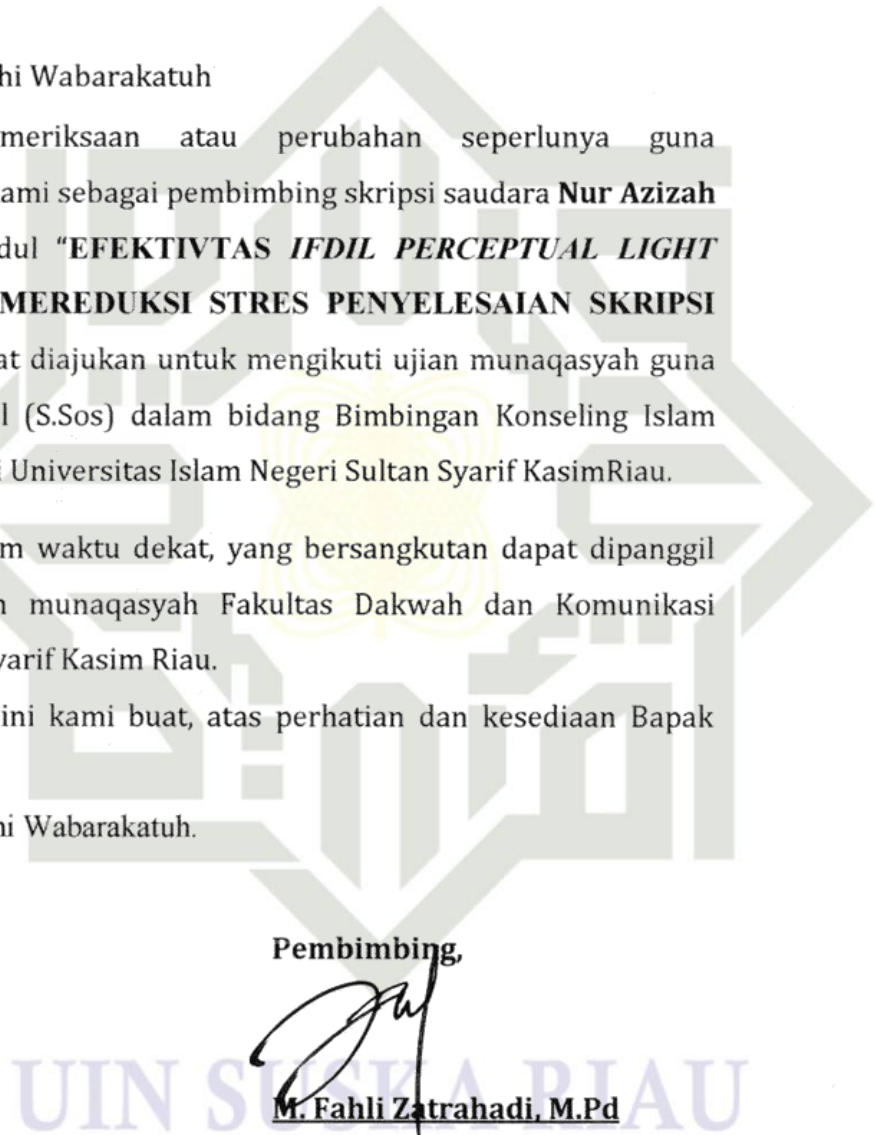 hi Wabarakatuh
meriksaan atau perubahan seperlunya guna
ami sebagai pembimbing skripsi saudara Nur Azizah
dul "EFEKTIVTAS IFDIL PERCEPTUAL LIGHT
MEREDUKSI STRES PENYELESAIAN SKRIPSI
at diajukan untuk mengikuti ujian munaqasyah guna
l (S.Sos) dalam bidang Bimbingan Konseling Islam
i Universitas Islam Negeri Sultan Syarif KasimRiau.
m waktu dekat, yang bersangkutan dapat dipanggil
n munaqasyah Fakultas Dakwah dan Komunikasi
yarif Kasim Riau.
ini kami buat, atas perhatian dan kesediaan Bapak
ni Wabarakatuh.
Pembimbing,
M. Fahli Zatrahadi, M.Pd
UIN SUSKA RIAU